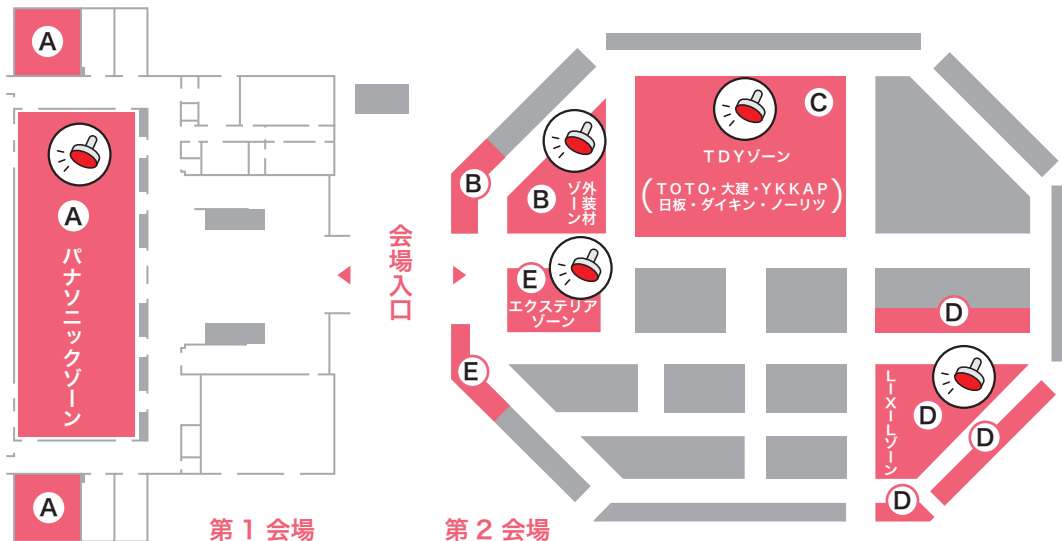 A
A
パナソニックゾーン
A
第1会場
会場入口
第2会場
B
B
外装材
ゾーン
C
TDYゾーン
(TOTO・大建・YKKAP
日板・ダイキン・ノーリツ)
E
エクステリア
ゾーン
E
D
D
LIXILゾーン
D
D